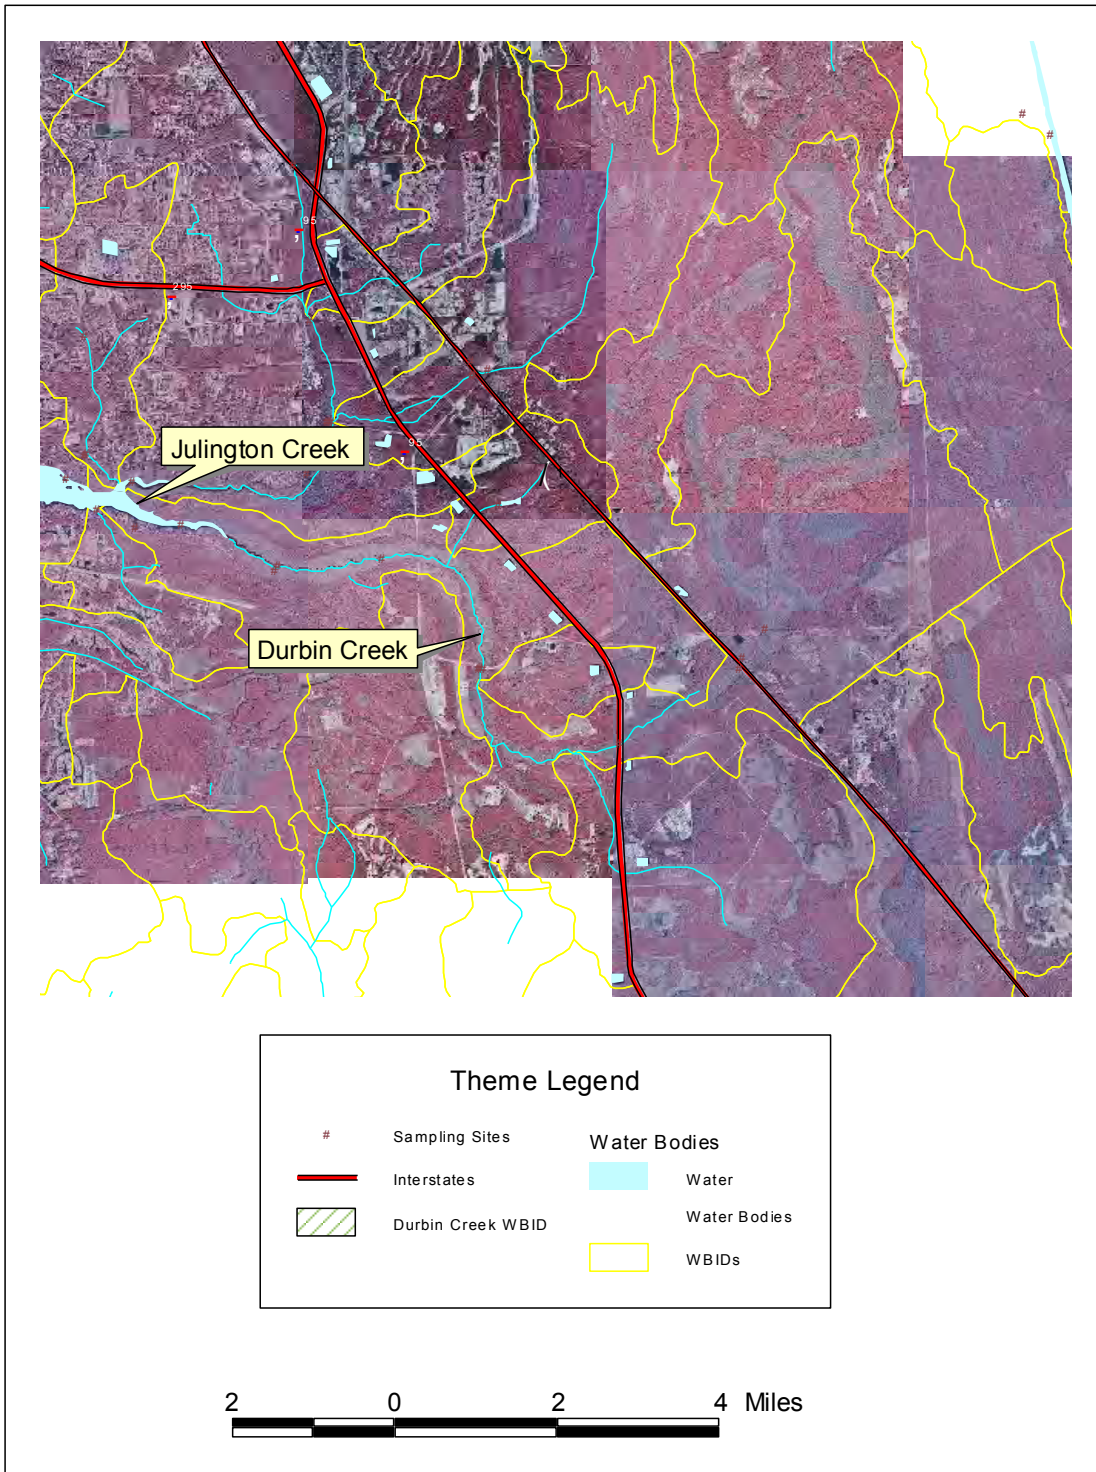 95
295
95
Julington Creek
Durbin Creek
Theme Legend
# Sampling Sites
Interstates
Durbin Creek WBID
Water Bodies
Water
Water Bodies
WBIDs
2 0 2 4 Miles